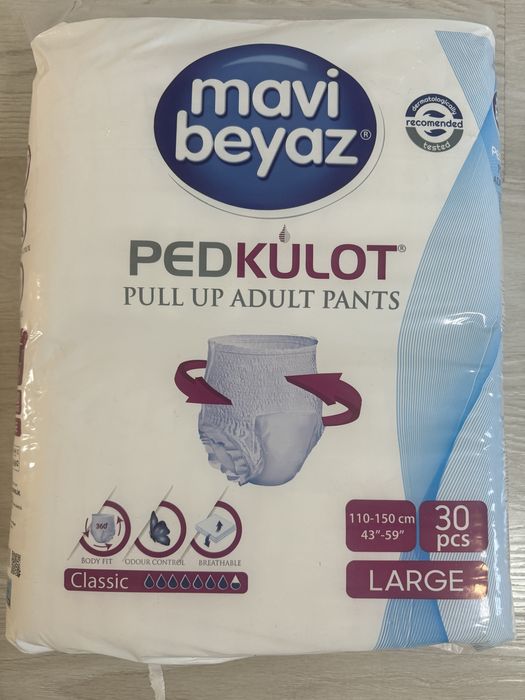 mavi
beyaz®
dermatologically
recomended
tested
PEDKÜLOT®
PULL UP ADULT PANTS
360°
BODY FIT
ODOUR CONTROL
BREATHABLE
110-150 cm
43”-59”
30
pcs
Classic
LARGE